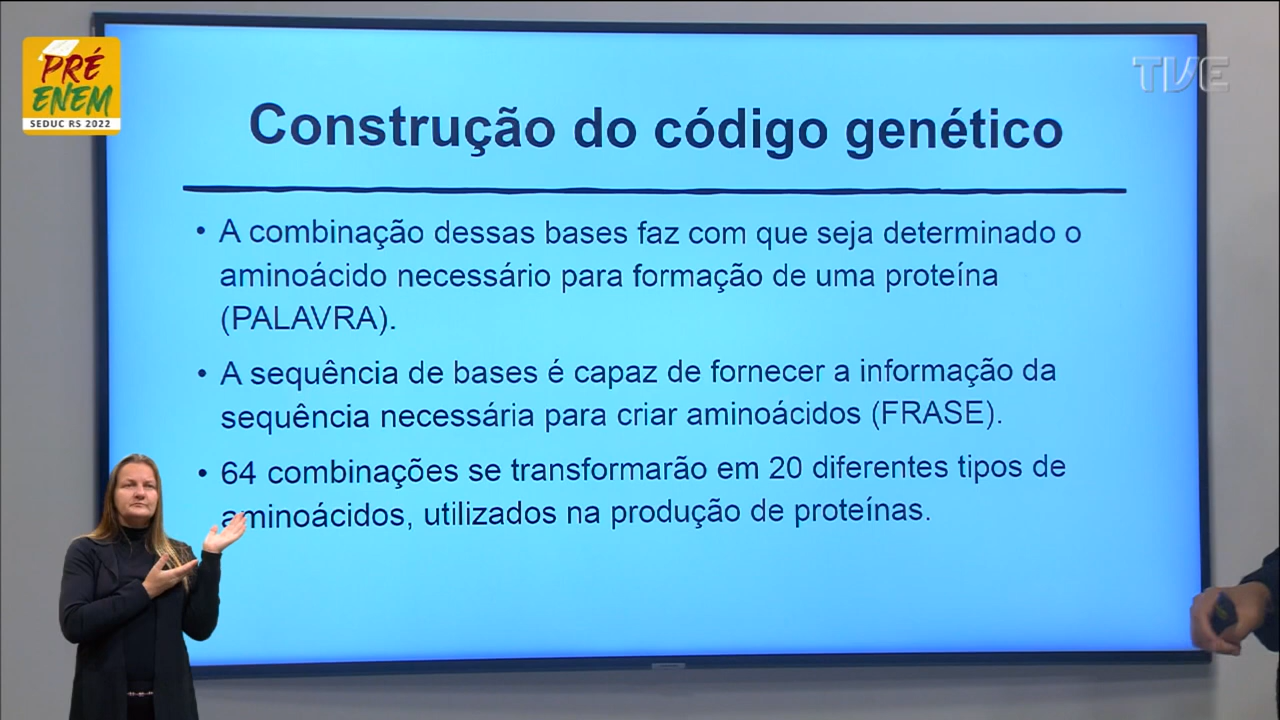 PRÉ
ENEM
SEDUC RS 2022
TVE
Construção do código genético
• A combinação dessas bases faz com que seja determinado o
aminoácido necessário para formação de uma proteína
(PALAVRA).
• A sequência de bases é capaz de fornecer a informação da
sequência necessária para criar aminoácidos (FRASE).
• 64 combinações se transformarão em 20 diferentes tipos de
aminoácidos, utilizados na produção de proteínas.